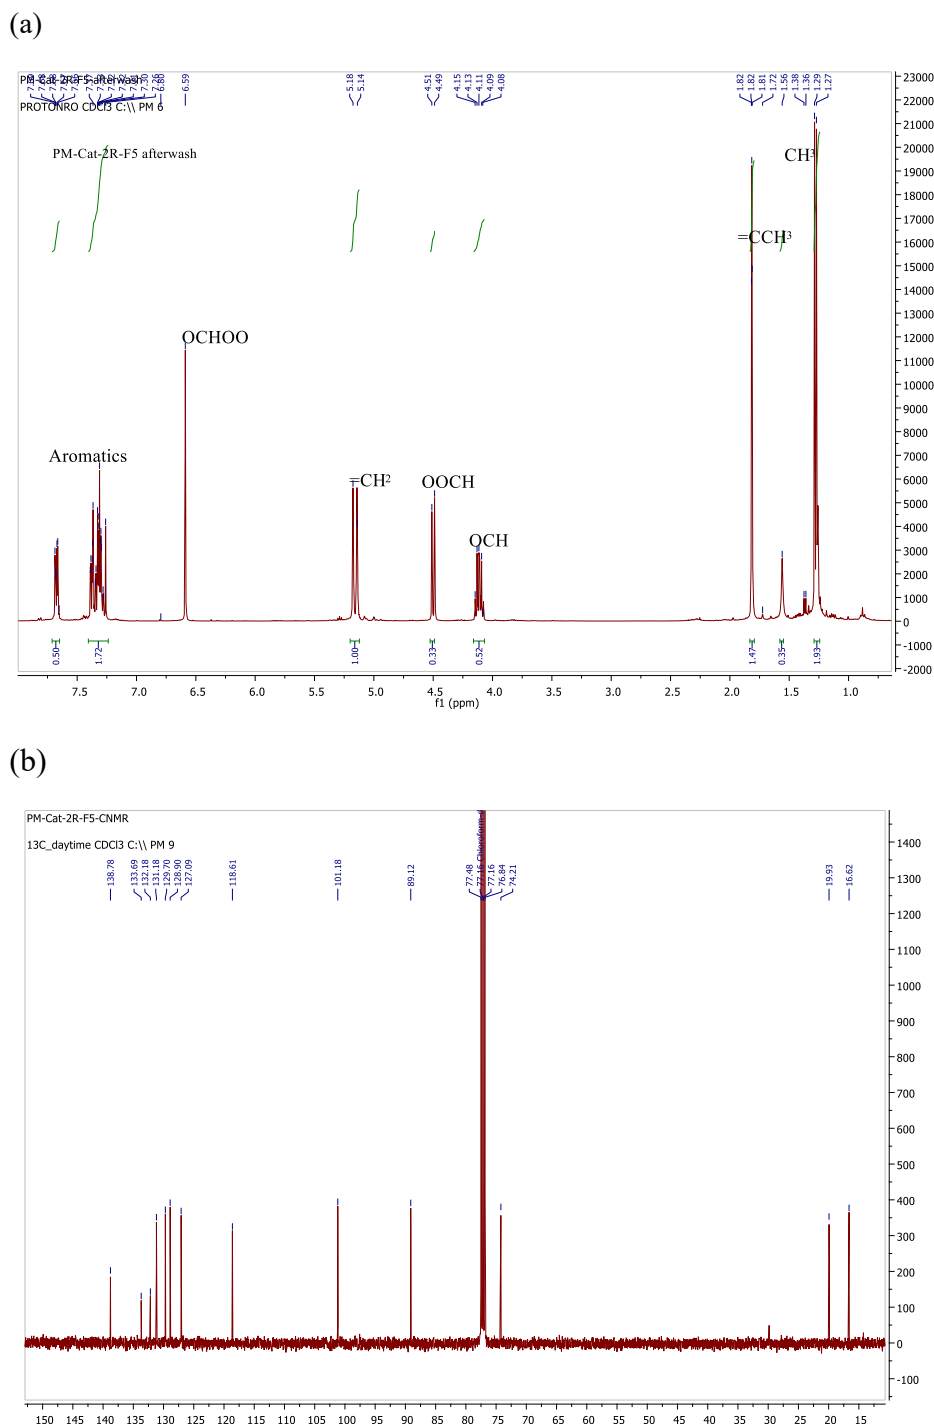 (a)
PM-Cat-2R-F5-afterwash
PROTONRO CDCl3 C:\\ PM 6
6.80 6.59 5.18 5.14 4.51 4.49 4.15 4.13 4.11 4.09 4.08 1.82 1.82 1.81 1.72 1.56 1.38 1.36 1.29 1.27
PM-Cat-2R-F5 afterwash
CH³
=CCH³
OCHOO
Aromatics
=CH²
OOCH
OCH
23000
22000
21000
20000
19000
18000
17000
16000
15000
14000
13000
12000
11000
10000
9000
8000
7000
6000
5000
4000
3000
2000
1000
0
-1000
-2000
0.50 1.72 1.00 0.33 0.52 1.47 0.35 1.93
7.5 7.0 6.5 6.0 5.5 5.0 4.5 4.0 3.5 3.0 2.5 2.0 1.5 1.0
f1 (ppm)
(b)
PM-Cat-2R-F5-CNMR
13C_daytime CDCl3 C:\\ PM 9
138.78 133.69 132.18 131.18 129.70 128.90 127.09 118.61 101.18 89.12 77.48 77.16 Chloroform-d 77.16 76.84 74.21 19.93 16.62
1400
1300
1200
1100
1000
900
800
700
600
500
400
300
200
100
0
-100
150 145 140 135 130 125 120 115 110 105 100 95 90 85 80 75 70 65 60 55 50 45 40 35 30 25 20 15